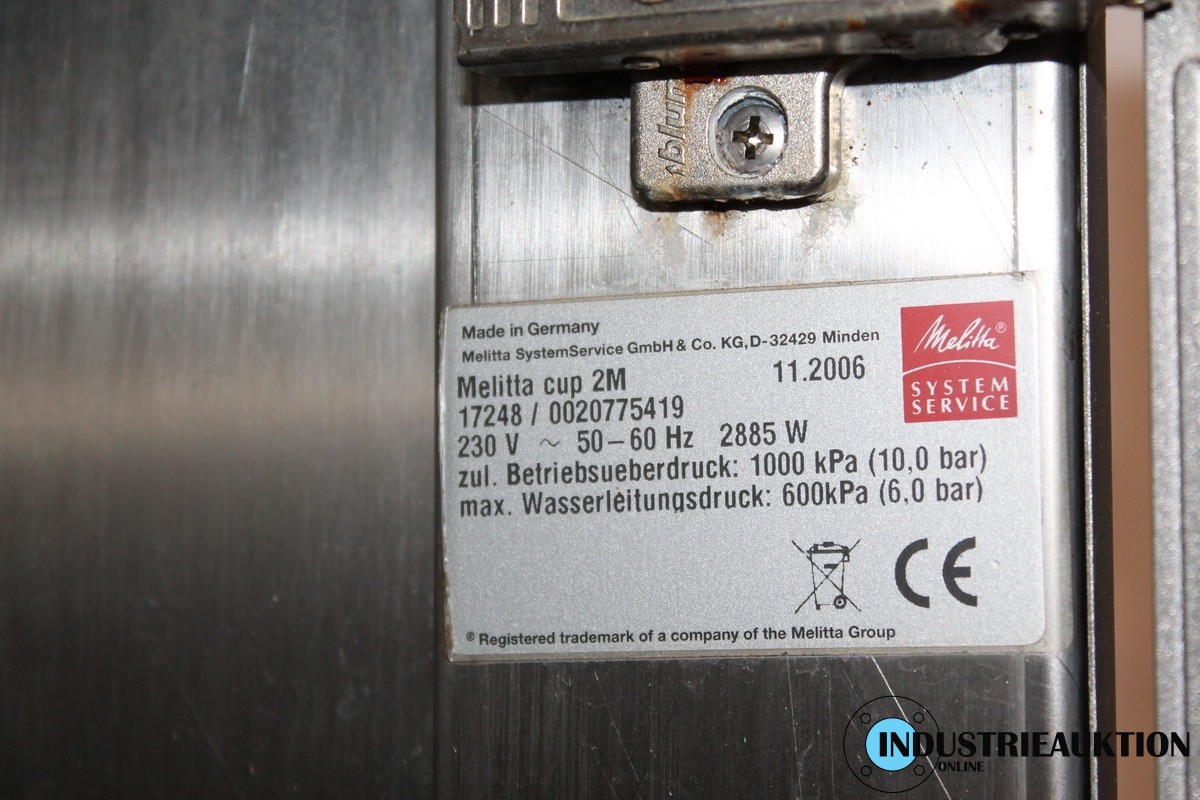 blum
Made in Germany
Melitta SystemService GmbH & Co. KG,D-32429 Minden
Melitta cup 2M 11.2006
17248 / 0020775419
230 V ~ 50–60 Hz 2885 W
zul. Betriebsueberdruck: 1000 kPa (10,0 bar)
max. Wasserleitungsdruck: 600kPa (6,0 bar)
Melitta®
SYSTEM
SERVICE
CE
® Registered trademark of a company of the Melitta Group
INDUSTRIEAUKTION
ONLINE